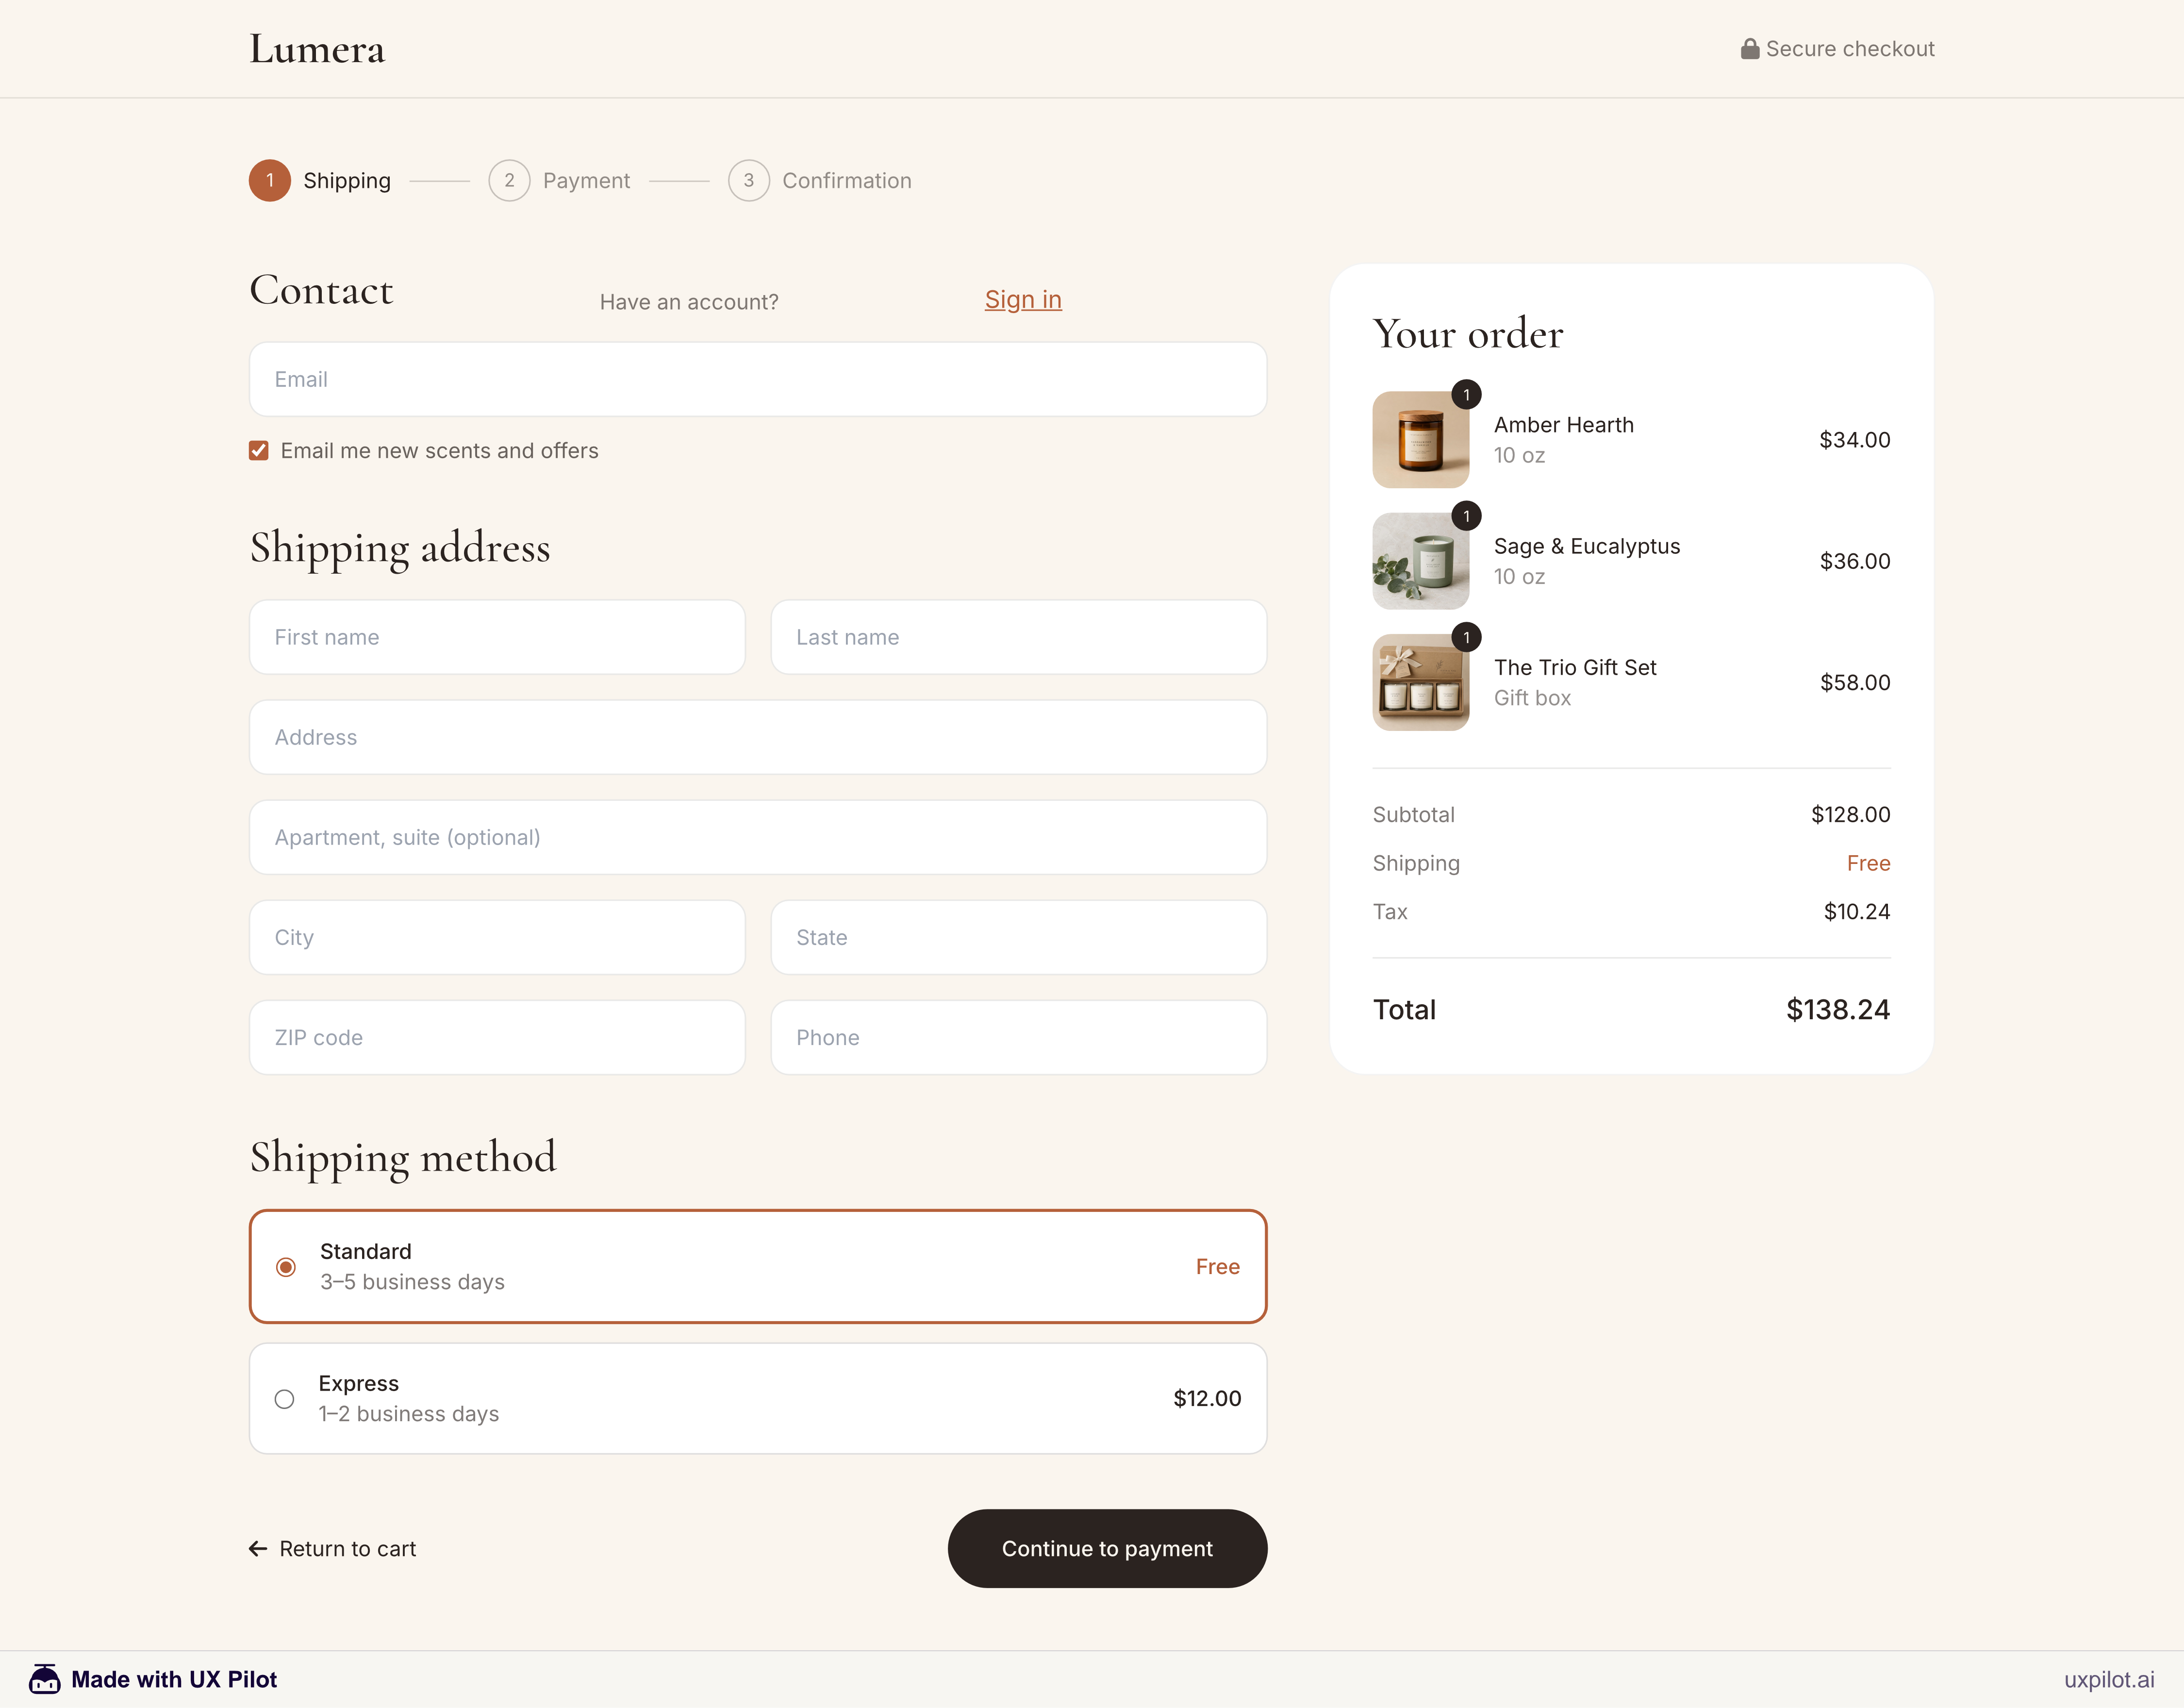 Lumera
Secure checkout
1 Shipping
2 Payment
3 Confirmation
Contact
Have an account?
Sign in
Email
Email me new scents and offers
Shipping address
First name
Last name
Address
Apartment, suite (optional)
City
State
ZIP code
Phone
Shipping method
Standard
3–5 business days
Free
Express
1–2 business days
$12.00
Return to cart
Continue to payment
Your order
1
Amber Hearth
10 oz
$34.00
1
Sage & Eucalyptus
10 oz
$36.00
1
The Trio Gift Set
Gift box
$58.00
Subtotal
$128.00
Shipping
Free
Tax
$10.24
Total
$138.24
Made with UX Pilot
uxpilot.ai